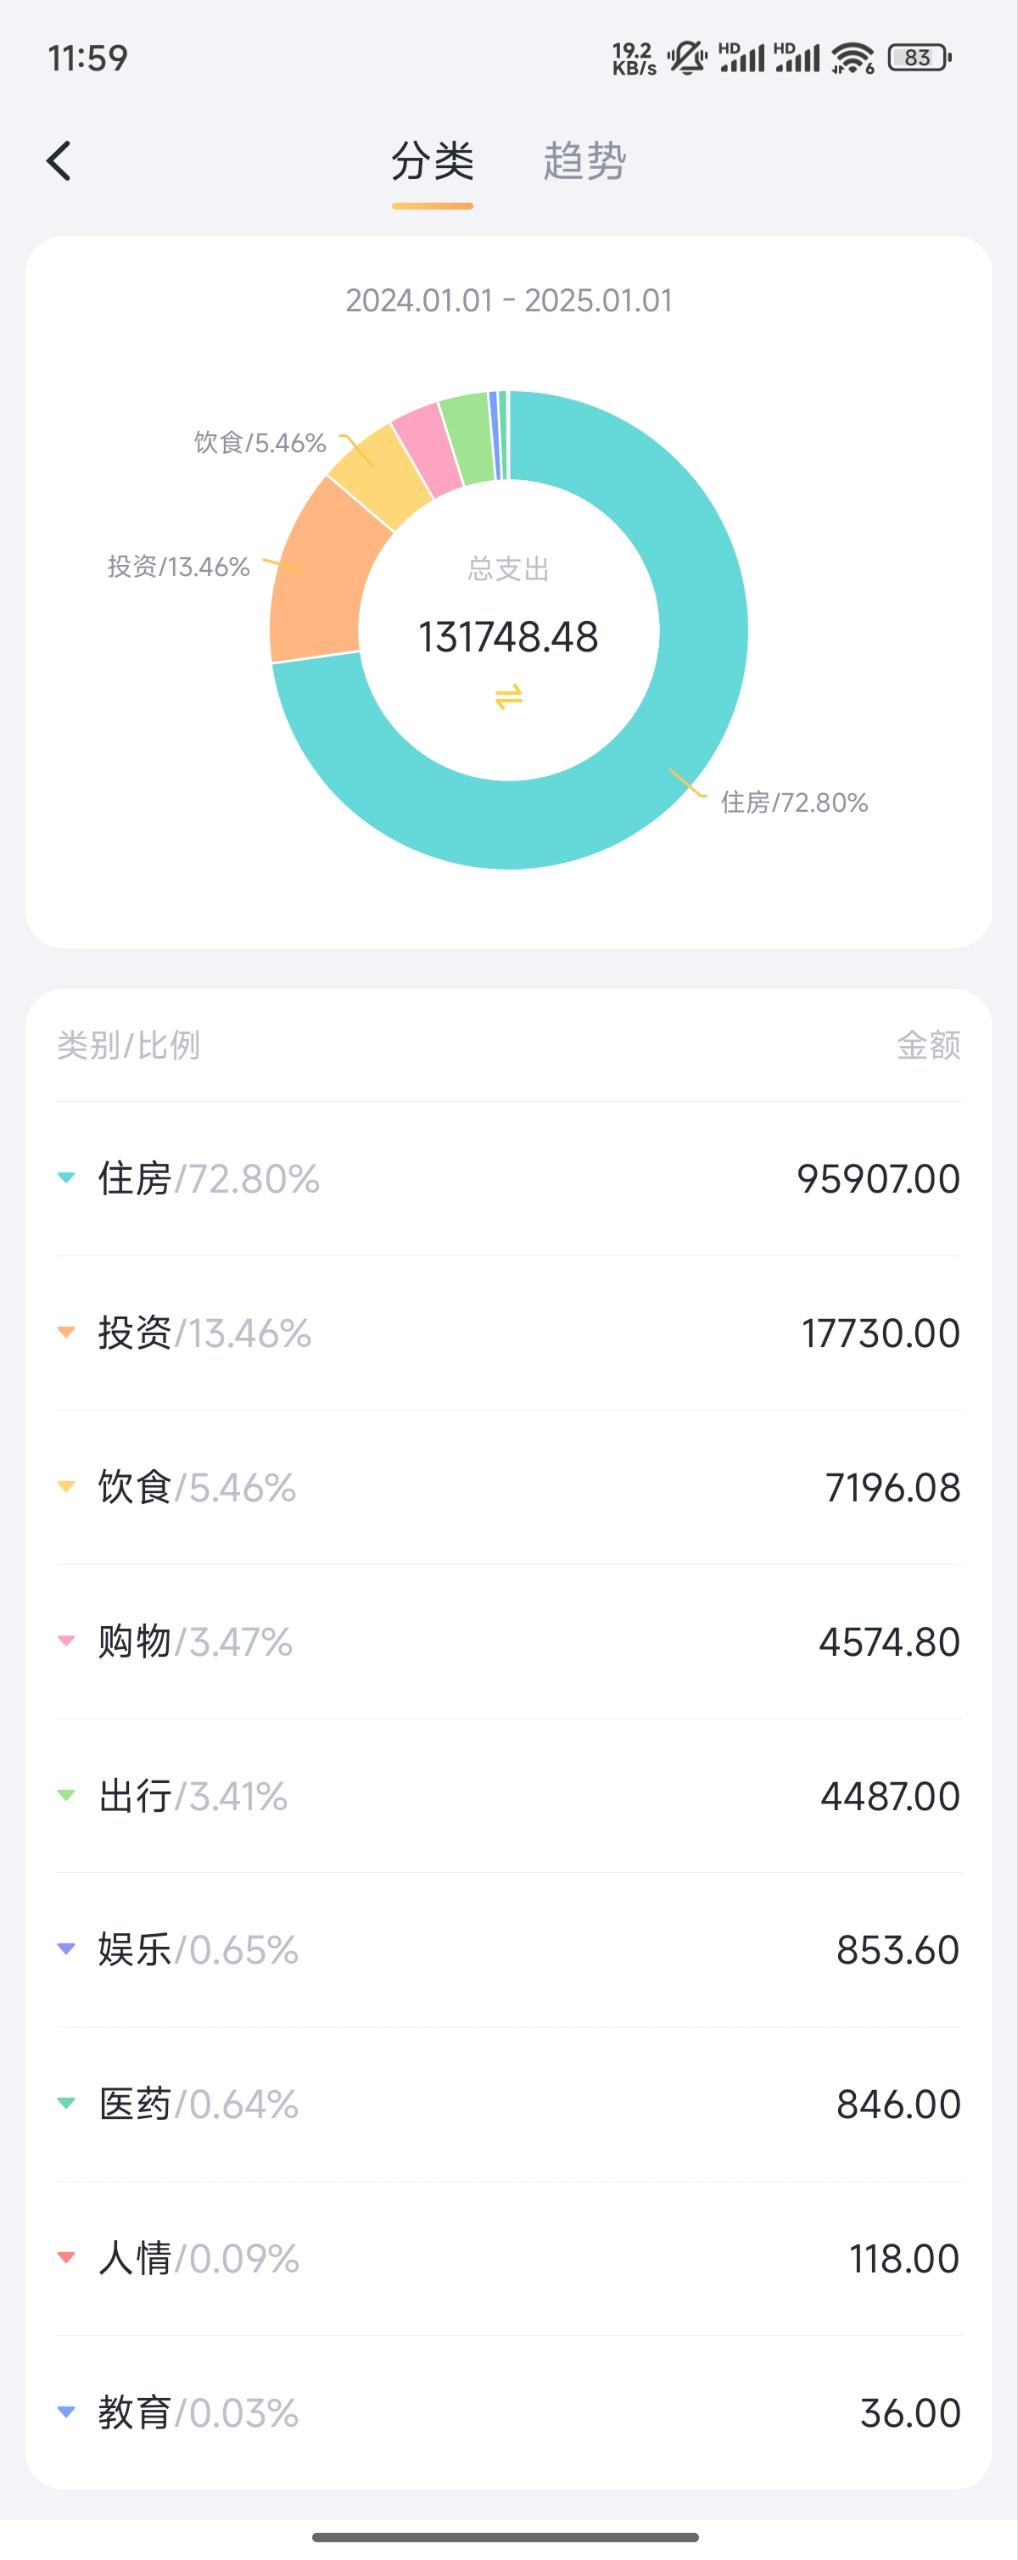 11:59
19.2 KB/s HD HD 6 83
分类 趋势
2024.01.01 - 2025.01.01
饮食/5.46%
投资/13.46%
总支出
131748.48
住房/72.80%
类别/比例 金额
住房/72.80% 95907.00
投资/13.46% 17730.00
饮食/5.46% 7196.08
购物/3.47% 4574.80
出行/3.41% 4487.00
娱乐/0.65% 853.60
医药/0.64% 846.00
人情/0.09% 118.00
教育/0.03% 36.00